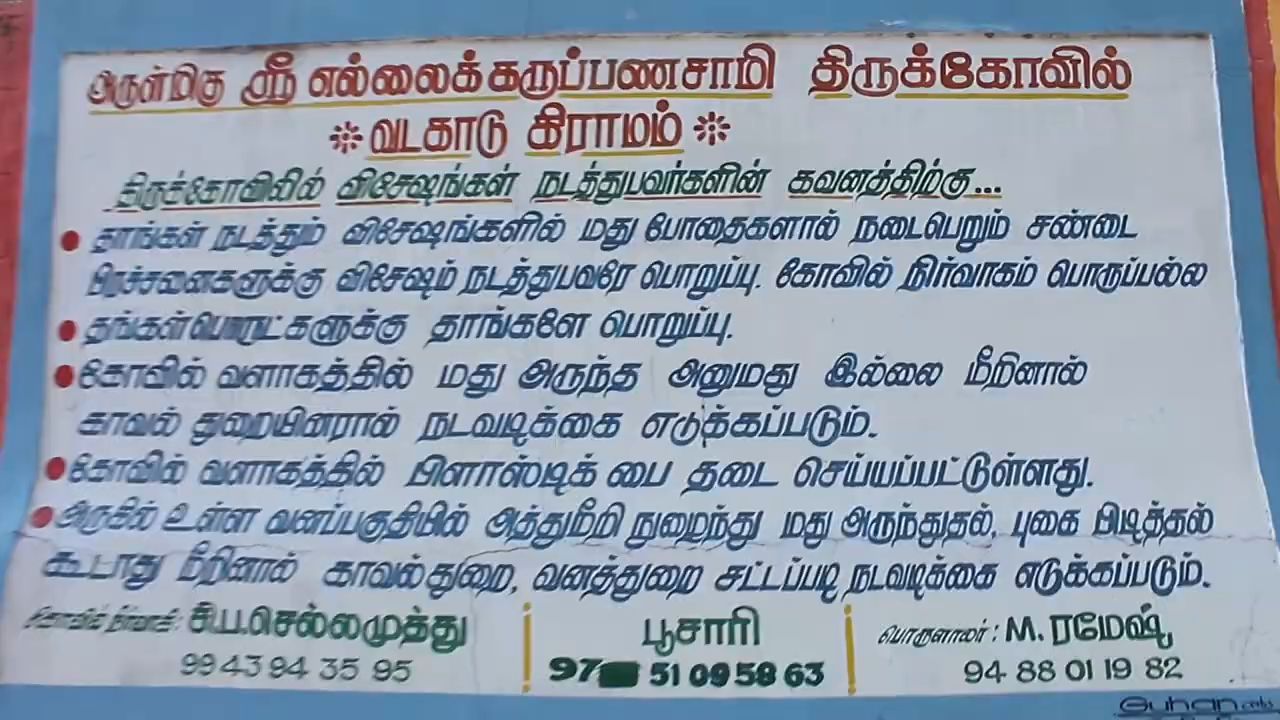 அருள்மிகு ஸ்ரீ எல்லைக்கருப்பணசாமி திருக்கோவில்
வடகாடு கிராமம்
திருக்கோவிலில் விசேஷங்கள் நடத்துபவர்களின் கவனத்திற்கு...
தாங்கள் நடத்தும் விசேஷங்களில் மது போதைகளால் நடைபெறும் சண்டை
பிரச்சனைகளுக்கு விசேஷம் நடத்துபவரே பொறுப்பு. கோவில் நிர்வாகம் பொருப்பல்ல
தங்கள் பொருட்களுக்கு தாங்களே பொறுப்பு.
கோவில் வளாகத்தில் மது அருந்த அனுமது இல்லை மீறினால்
காவல் துறையினரால் நடவடிக்கை எடுக்கப்படும்.
கோவில் வளாகத்தில் பிளாஸ்டிக் பை தடை செய்யப்பட்டுள்ளது.
அருகில் உள்ள வனப்பகுதியில் அத்துமீறி நுழைந்து மது அருந்துதல், புகை பிடித்தல்
கூடாது மீறினால் காவல்துறை, வனத்துறை சட்டப்படி நடவடிக்கை எடுக்கப்படும்.
கோவில் நிர்வாகி: சி.ப.செல்லமுத்து பூசாரி பொருளாளர்: M. ரமேஷ்
99 43 94 35 95 97 51 09 58 63 94 88 01 19 82